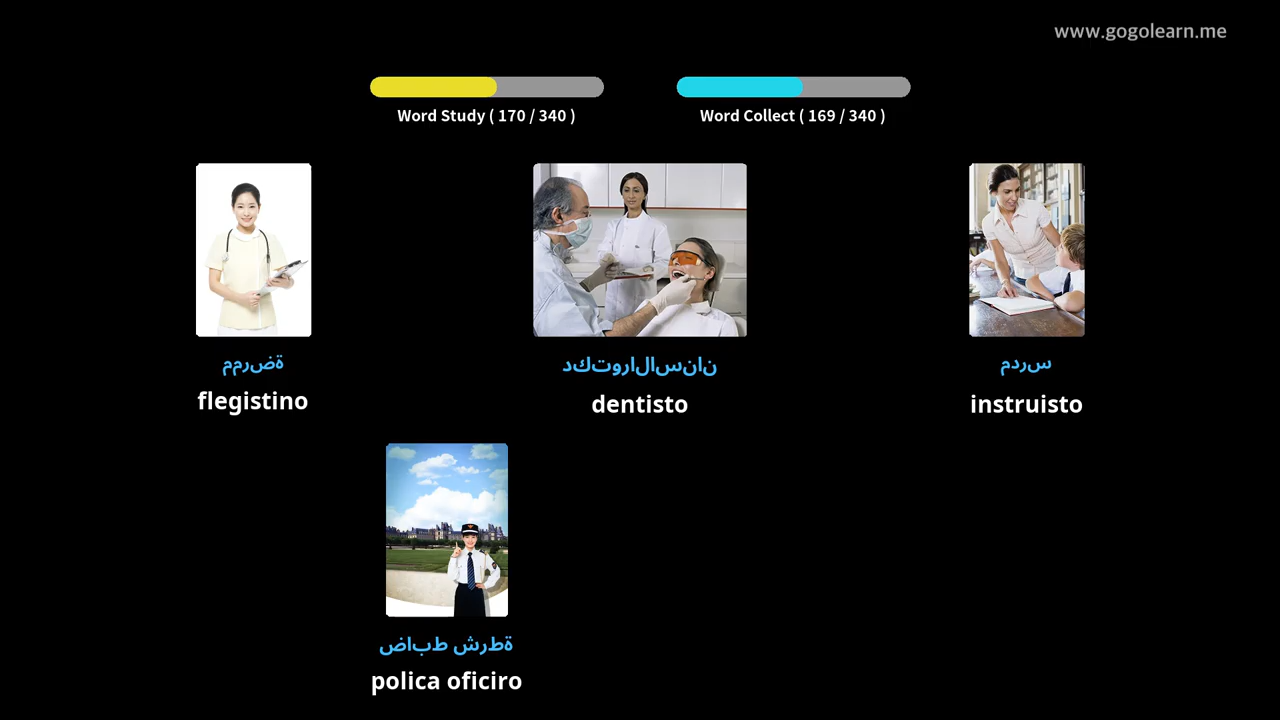 www.gogolearn.me
Word Study ( 170 / 340 )
Word Collect ( 169 / 340 )
ممرضة
flegistino
دكتورالاسنان
dentisto
مدرس
instruisto
ضابط شرطة
polica oficiro